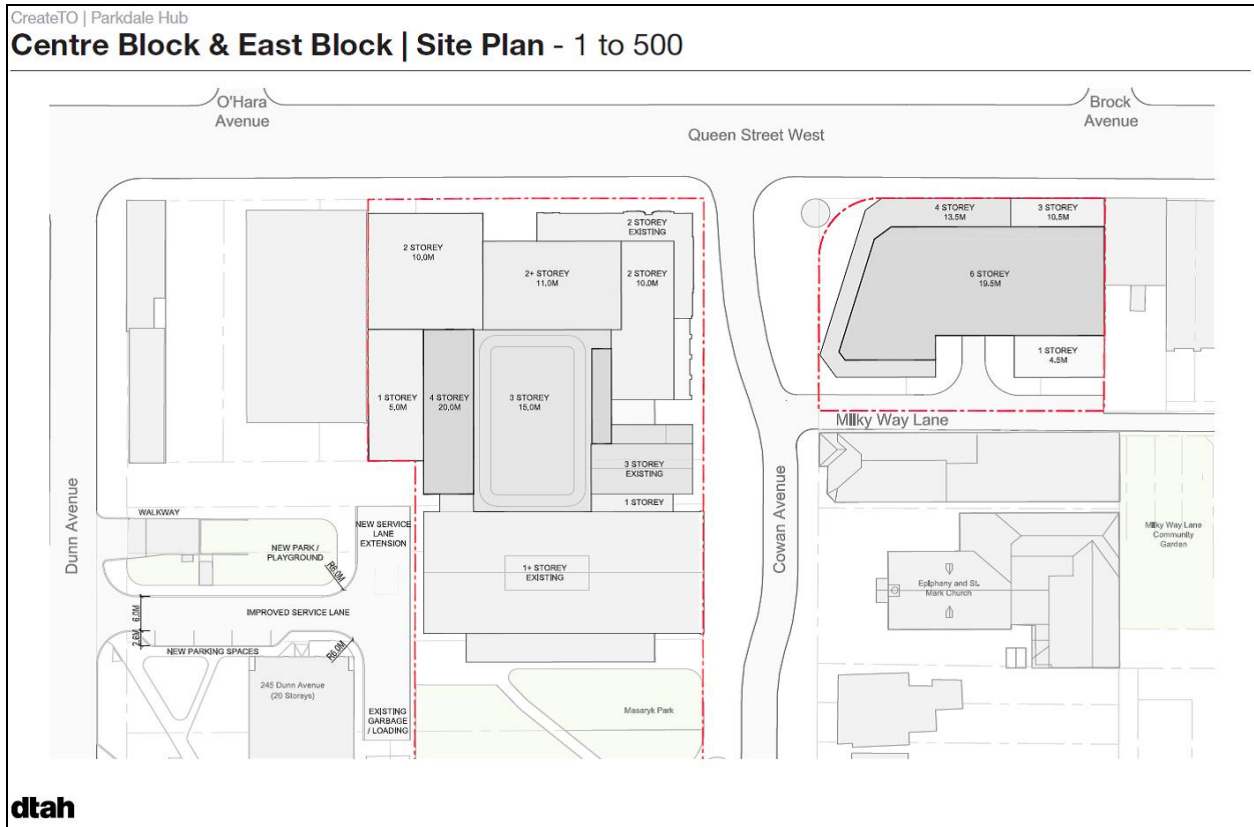 CreateTO | Parkdale Hub
Centre Block & East Block | Site Plan - 1 to 500
O'Hara
Avenue
Brock
Avenue
Queen Street West
2 STOREY
10.0M
2+ STOREY
11.0M
2 STOREY
EXISTING
2 STOREY
10.0M
4 STOREY
13.5M
3 STOREY
10.5M
6 STOREY
19.5M
1 STOREY
4.5M
1 STOREY
5.0M
4 STOREY
20.0M
3 STOREY
15.0M
3 STOREY
EXISTING
1 STOREY
1+ STOREY
EXISTING
Milky Way Lane
Dunn Avenue
Cowan Avenue
WALKWAY
NEW PARK /
PLAYGROUND
NEW SERVICE
LANE
EXTENSION
R6.0M
6.0M
IMPROVED SERVICE LANE
2.6M
NEW PARKING SPACES
R6.0M
245 Dunn Avenue
(20 Storeys)
EXISTING
GARBAGE
/ LOADING
Masaryk Park
Epiphany and St.
Mark Church
Milky Way Lane
Community
Garden
dtah